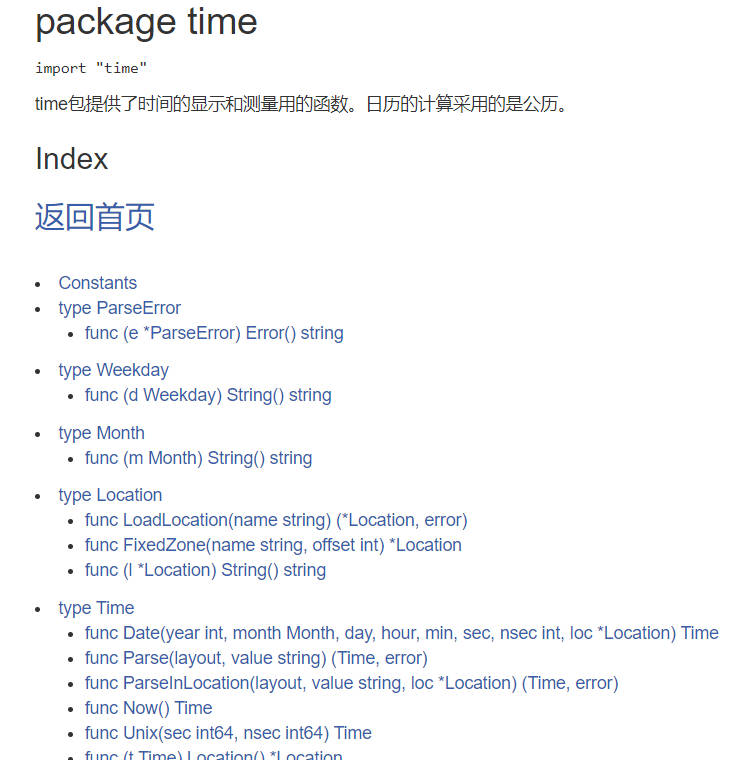 package time
import "time"
time包提供了时间的显示和测量用的函数。日历的计算采用的是公历。
Index
返回首页
Constants
type ParseError
func (e *ParseError) Error() string
type Weekday
func (d Weekday) String() string
type Month
func (m Month) String() string
type Location
func LoadLocation(name string) (*Location, error)
func FixedZone(name string, offset int) *Location
func (l *Location) String() string
type Time
func Date(year int, month Month, day, hour, min, sec, nsec int, loc *Location) Time
func Parse(layout, value string) (Time, error)
func ParseInLocation(layout, value string, loc *Location) (Time, error)
func Now() Time
func Unix(sec int64, nsec int64) Time
func (t Time) Location() *Location